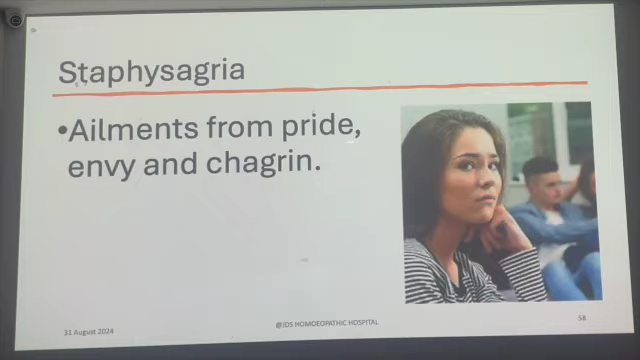 Staphysagria
•Ailments from pride,
envy and chagrin.
31 August 2024
@JDS HOMOEOPATHIC HOSPITAL
58